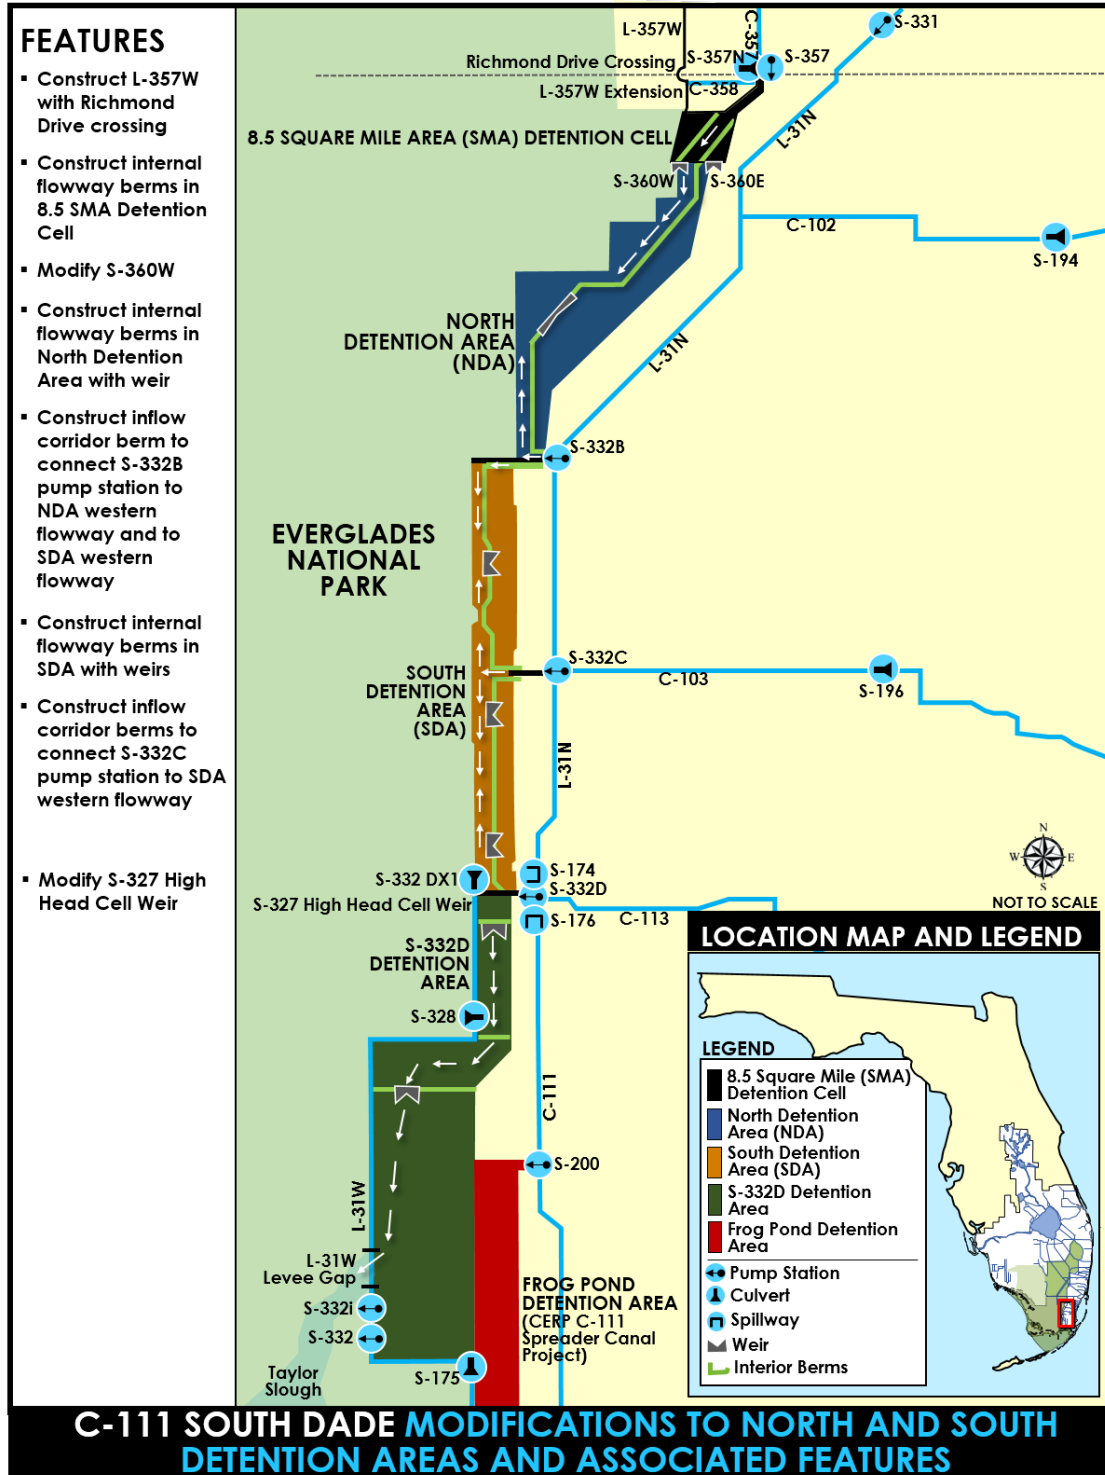 FEATURES
▪ Construct L-357W
with Richmond
Drive crossing
▪ Construct internal
flowway berms in
8.5 SMA Detention
Cell
▪ Modify S-360W
▪ Construct internal
flowway berms in
North Detention
Area with weir
▪ Construct inflow
corridor berm to
connect S-332B
pump station to
NDA western
flowway and to
SDA western
flowway
▪ Construct internal
flowway berms in
SDA with weirs
▪ Construct inflow
corridor berms to
connect S-332C
pump station to SDA
western flowway
▪ Modify S-327 High
Head Cell Weir
L-357W
C-357
S-331
Richmond Drive Crossing
S-357N
S-357
L-357W Extension
C-358
L-31N
8.5 SQUARE MILE AREA (SMA) DETENTION CELL
S-360W
S-360E
C-102
S-194
NORTH
DETENTION AREA
(NDA)
L-31N
S-332B
EVERGLADES
NATIONAL
PARK
S-332C
C-103
S-196
SOUTH
DETENTION
AREA
(SDA)
L-31N
N
W
E
S
NOT TO SCALE
S-332 DX1
S-174
S-332D
S-327 High Head Cell Weir
S-176
C-113
S-332D
DETENTION
AREA
S-328
C-111
S-200
L-31W
L-31W
Levee Gap
S-332i
S-332
Taylor
Slough
S-175
FROG POND
DETENTION AREA
(CERP C-111
Spreader Canal
Project)
LOCATION MAP AND LEGEND
LEGEND
8.5 Square Mile (SMA)
Detention Cell
North Detention
Area (NDA)
South Detention
Area (SDA)
S-332D Detention
Area
Frog Pond Detention
Area
Pump Station
Culvert
Spillway
Weir
Interior Berms
C-111 SOUTH DADE MODIFICATIONS TO NORTH AND SOUTH
DETENTION AREAS AND ASSOCIATED FEATURES